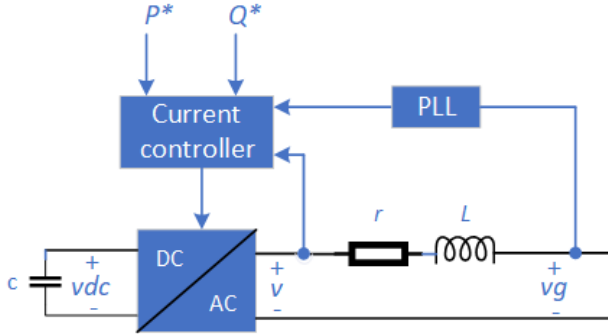 P* Q*
Current
controller
PLL
r L
DC
AC
c
+
vdc
-
+
v
-
+
vg
-